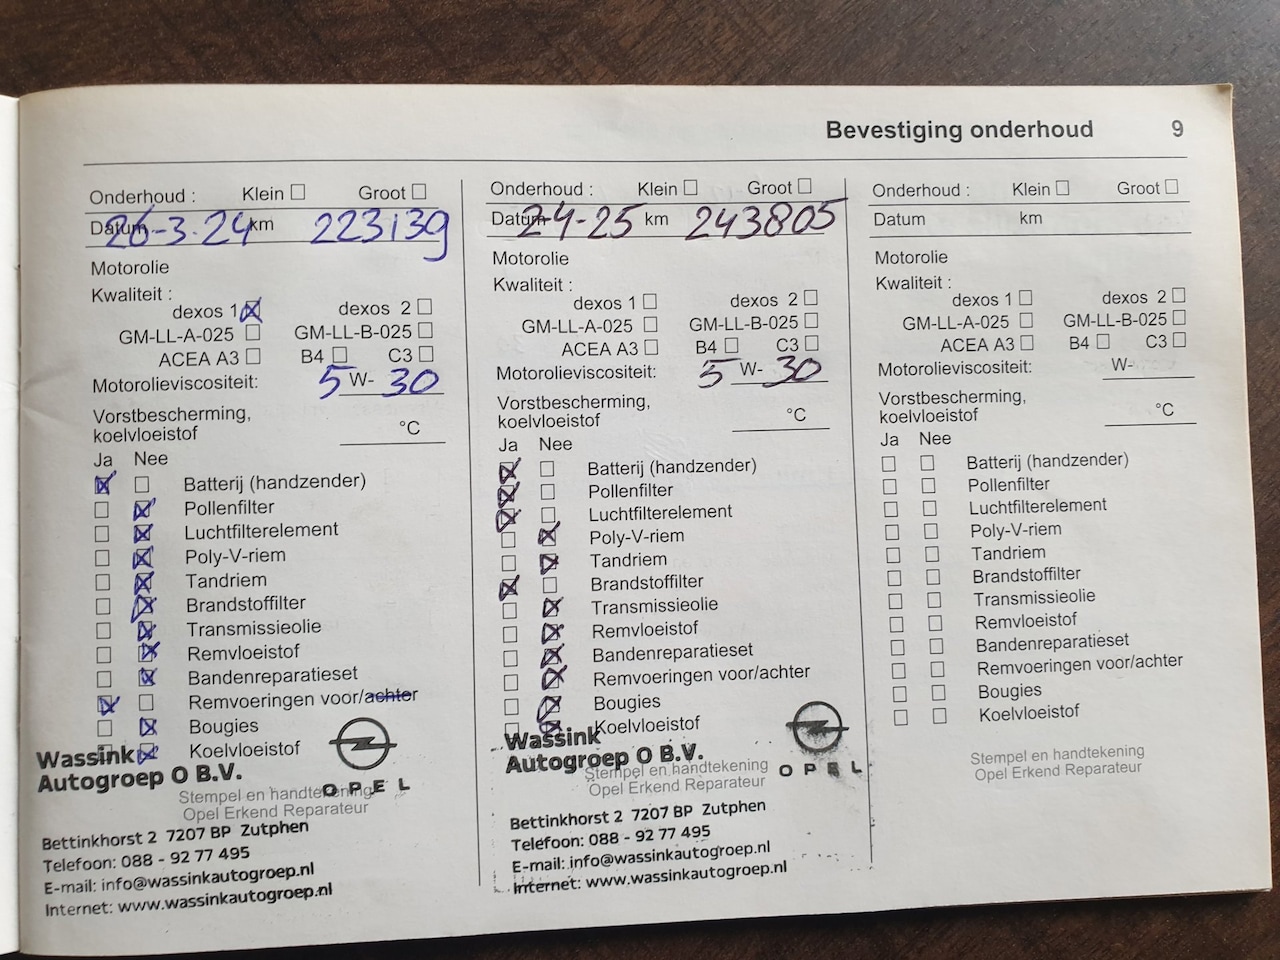 Bevestiging onderhoud 9
Onderhoud : Klein ☐ Groot ☐
Datum 26-3-24 km 223139
Motorolie
Kwaliteit :
dexos 1 ☒ dexos 2 ☐
GM-LL-A-025 ☐ GM-LL-B-025 ☐
ACEA A3 ☐ B4 ☐ C3 ☐
Motorolieviscositeit: 5 W- 30
Vorstbescherming,
koelvloeistof °C
Ja Nee
☒ ☐ Batterij (handzender)
☐ ☒ Pollenfilter
☐ ☒ Luchtfilterelement
☐ ☒ Poly-V-riem
☐ ☒ Tandriem
☐ ☒ Brandstoffilter
☐ ☒ Transmissieolie
☐ ☒ Remvloeistof
☐ ☒ Bandenreparatieset
☒ ☐ Remvoeringen voor/achter
☐ ☒ Bougies
☒ Koelvloeistof
Wassink
Autogroep O B.V.
OPEL
Stempel en handtekening
Opel Erkend Reparateur
Bettinkhorst 2 7207 BP Zutphen
Telefoon: 088 - 92 77 495
E-mail: info@wassinkautogroep.nl
Internet: www.wassinkautogroep.nl
Onderhoud : Klein ☐ Groot ☐
Datum 2-4-25 km 243805
Motorolie
Kwaliteit :
dexos 1 ☐ dexos 2 ☐
GM-LL-A-025 ☐ GM-LL-B-025 ☐
ACEA A3 ☐ B4 ☐ C3 ☐
Motorolieviscositeit: 5 W- 30
Vorstbescherming,
koelvloeistof °C
Ja Nee
☒ ☐ Batterij (handzender)
☒ ☐ Pollenfilter
☒ ☐ Luchtfilterelement
☐ ☒ Poly-V-riem
☐ ☒ Tandriem
☒ ☐ Brandstoffilter
☐ ☒ Transmissieolie
☐ ☒ Remvloeistof
☐ ☒ Bandenreparatieset
☐ ☒ Remvoeringen voor/achter
☐ ☒ Bougies
☐ ☒ Koelvloeistof
Wassink
Autogroep O B.V.
OPEL
Stempel en handtekening
Opel Erkend Reparateur
Bettinkhorst 2 7207 BP Zutphen
Telefoon: 088 - 92 77 495
E-mail: info@wassinkautogroep.nl
Internet: www.wassinkautogroep.nl
Onderhoud : Klein ☐ Groot ☐
Datum km
Motorolie
Kwaliteit :
dexos 1 ☐ dexos 2 ☐
GM-LL-A-025 ☐ GM-LL-B-025 ☐
ACEA A3 ☐ B4 ☐ C3 ☐
Motorolieviscositeit: W-
Vorstbescherming,
koelvloeistof °C
Ja Nee
☐ ☐ Batterij (handzender)
☐ ☐ Pollenfilter
☐ ☐ Luchtfilterelement
☐ ☐ Poly-V-riem
☐ ☐ Tandriem
☐ ☐ Brandstoffilter
☐ ☐ Transmissieolie
☐ ☐ Remvloeistof
☐ ☐ Bandenreparatieset
☐ ☐ Remvoeringen voor/achter
☐ ☐ Bougies
☐ ☐ Koelvloeistof
Stempel en handtekening
Opel Erkend Reparateur